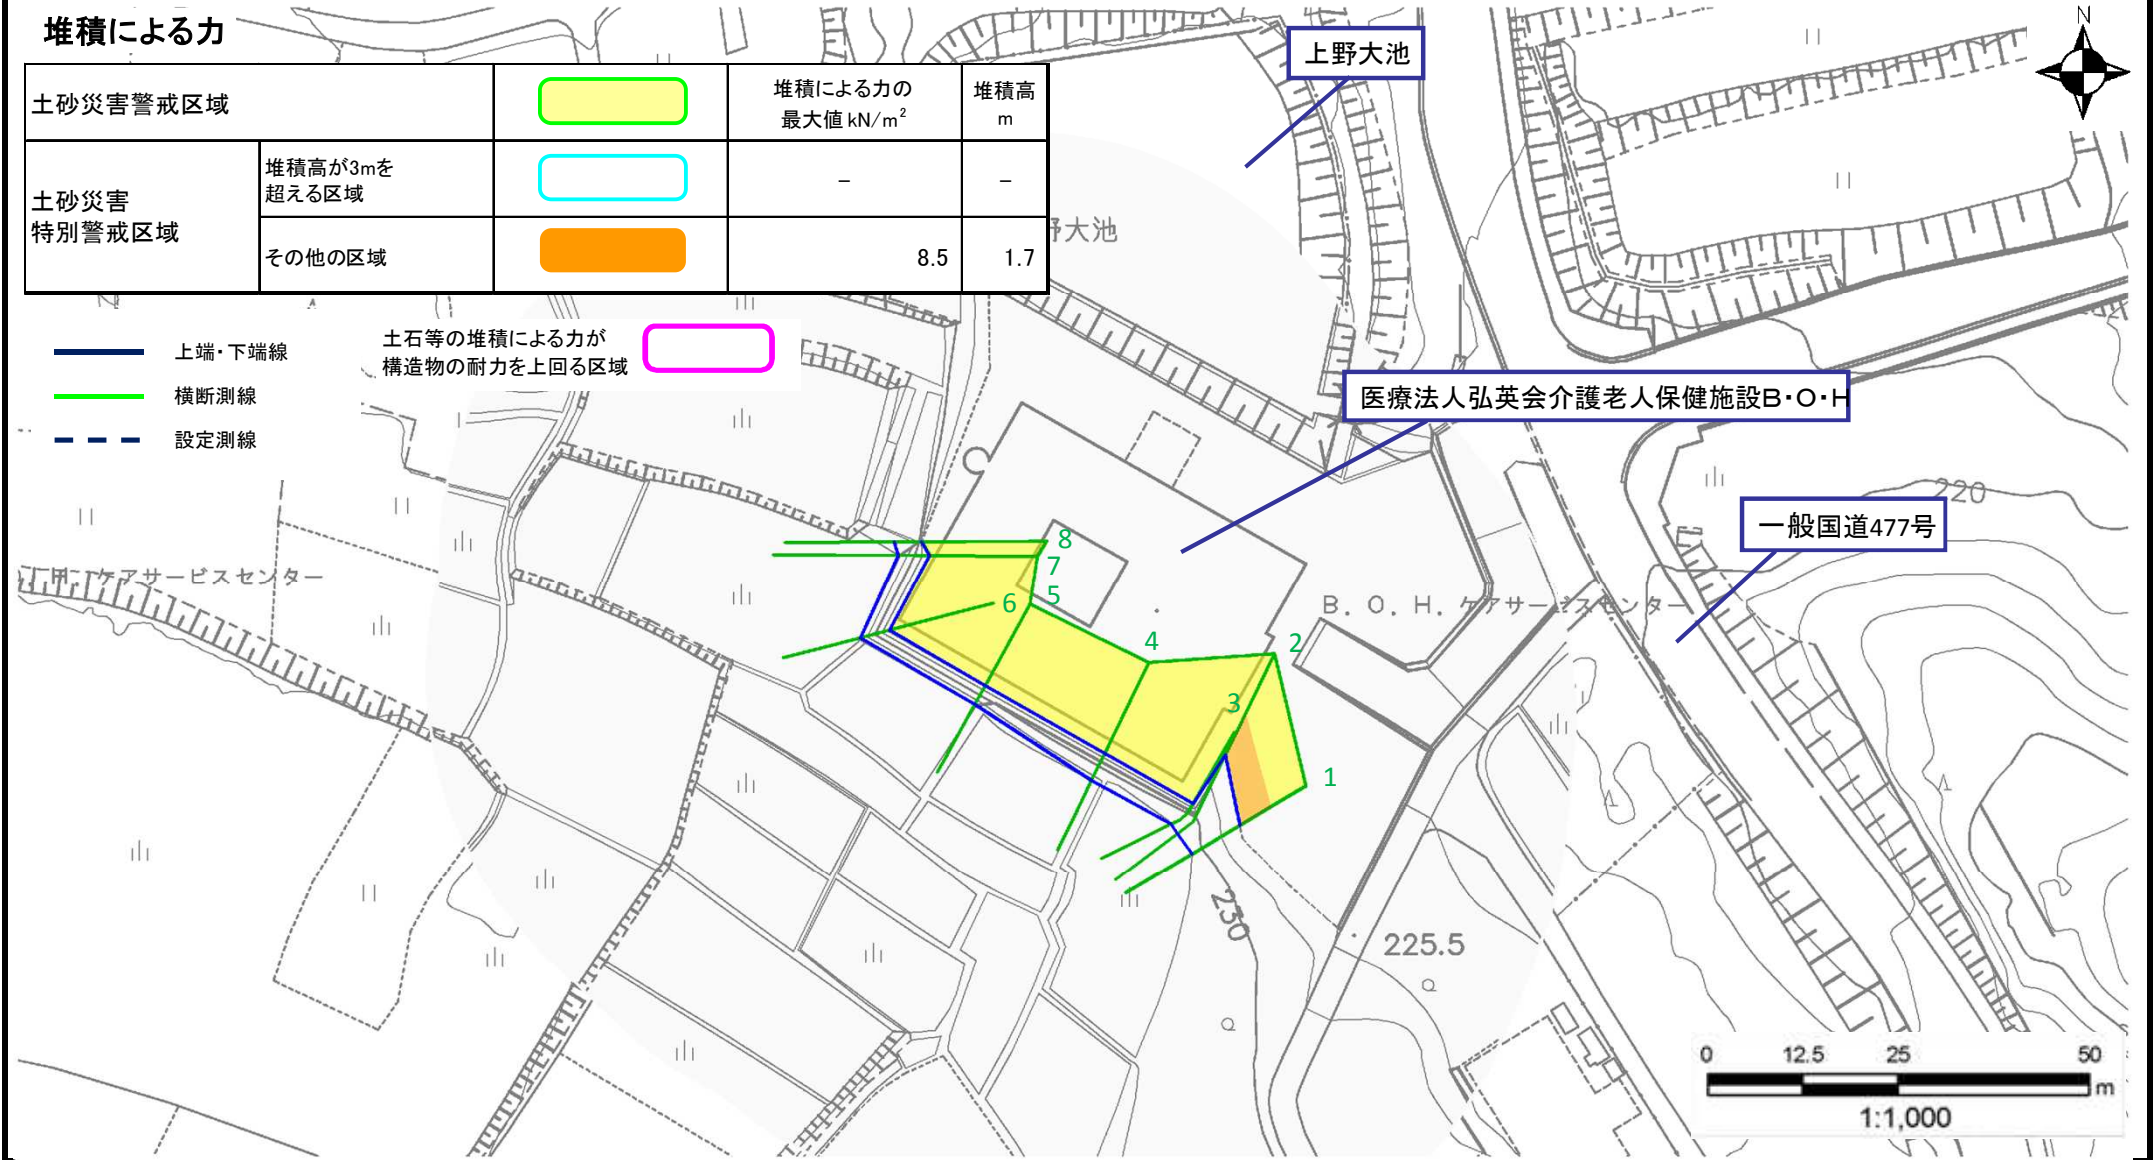 堆積による力
土砂災害警戒区域
堆積による力の
最大値 kN/m²
堆積高
m
土砂災害
特別警戒区域
堆積高が3mを
超える区域
－
－
その他の区域
8.5
1.7
上端・下端線
横断測線
設定測線
土石等の堆積による力が
構造物の耐力を上回る区域
上野大池
N
野大池
医療法人弘英会介護老人保健施設B・O・H
一般国道477号
220
ケアサービスセンター
B. O. H. ケアサービスセンター
8
7
5
6
4
2
3
1
230
225.5
0 12.5 25 50
m
1:1,000